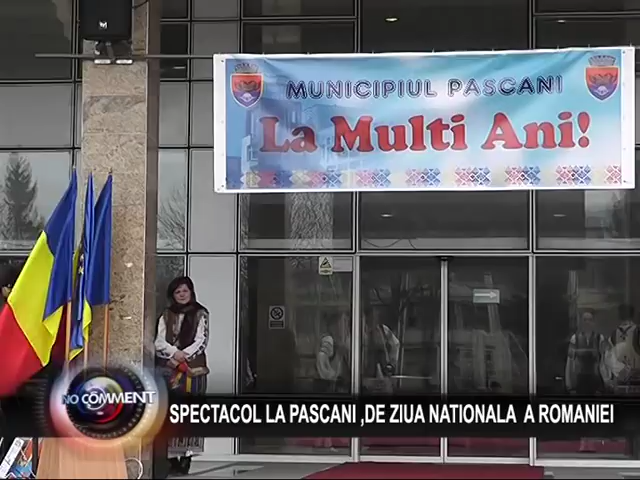 MUNICIPIUL PASCANI
La Multi Ani!
NO COMMENT
SPECTACOL LA PASCANI ,DE ZIUA NATIONALA A ROMANIEI